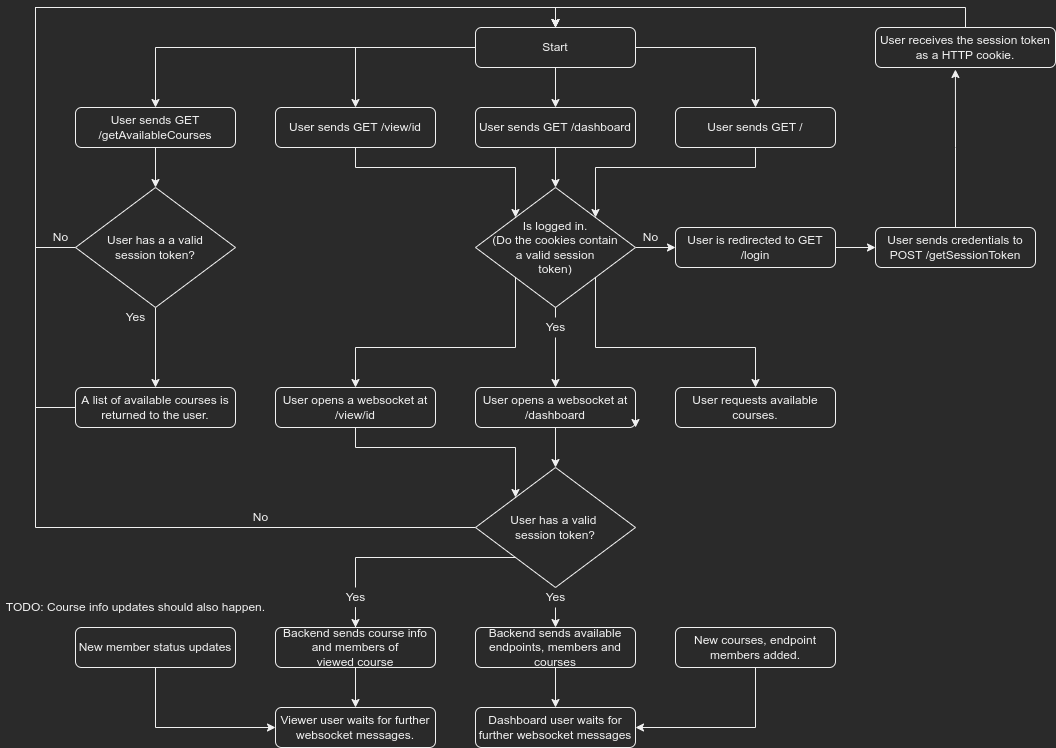 Start
User receives the session token
as a HTTP cookie.
User sends GET
/getAvailableCourses
User sends GET /view/id
User sends GET /dashboard
User sends GET /
No
User has a a valid
session token?
Is logged in.
(Do the cookies contain
a valid session
token)
No
User is redirected to GET
/login
User sends credentials to
POST /getSessionToken
Yes
Yes
A list of available courses is
returned to the user.
User opens a websocket at
/view/id
User opens a websocket at
/dashboard
User requests available
courses.
No
User has a valid
session token?
Yes
Yes
TODO: Course info updates should also happen.
New member status updates
Backend sends course info
and members of
viewed course
Backend sends available
endpoints, members and
courses
New courses, endpoint
members added.
Viewer user waits for further
websocket messages.
Dashboard user waits for
further websocket messages